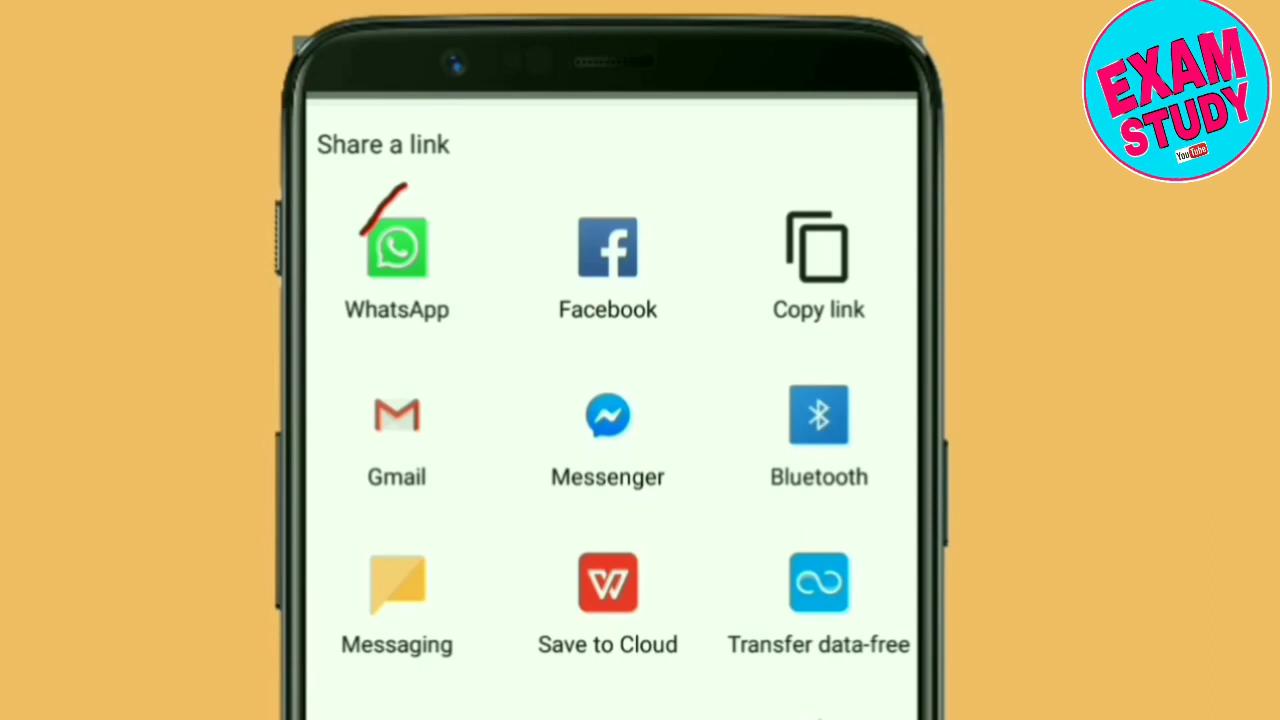 Share a link
WhatsApp
Facebook
Copy link
Gmail
Messenger
Bluetooth
Messaging
Save to Cloud
Transfer data-free
EXAM
STUDY
YouTube